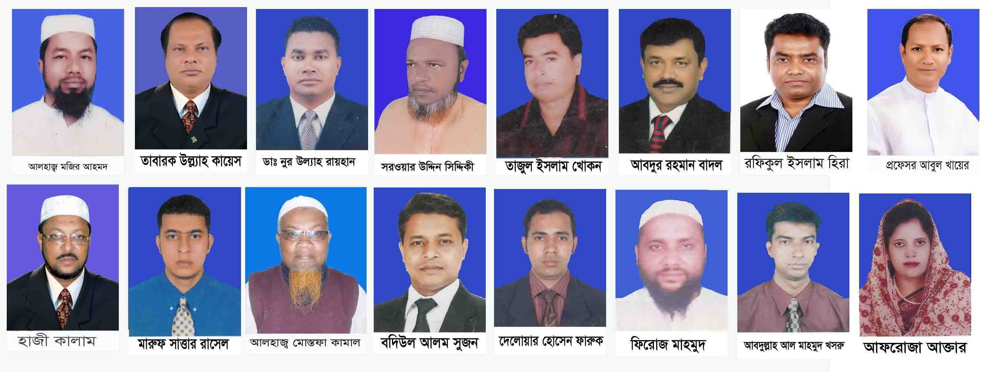 আলহাজ্ব মজির আহমদ
তাবারক উল্ল্যাহ কায়েস
ডাঃ নুর উল্যাহ রায়হান
সরওয়ার উদ্দিন সিদ্দিকী
তাজুল ইসলাম খোকন
আবদুর রহমান বাদল
রফিকুল ইসলাম হিরা
প্রফেসর আবুল খায়ের
হাজী কালাম
মারুফ সাত্তার রাসেল
আলহাজ্ব মোস্তফা কামাল
বদিউল আলম সুজন
দেলোয়ার হোসেন ফারুক
ফিরোজ মাহমুদ
আবদুল্লাহ আল মাহমুদ খসরু
আফরোজা আক্তার